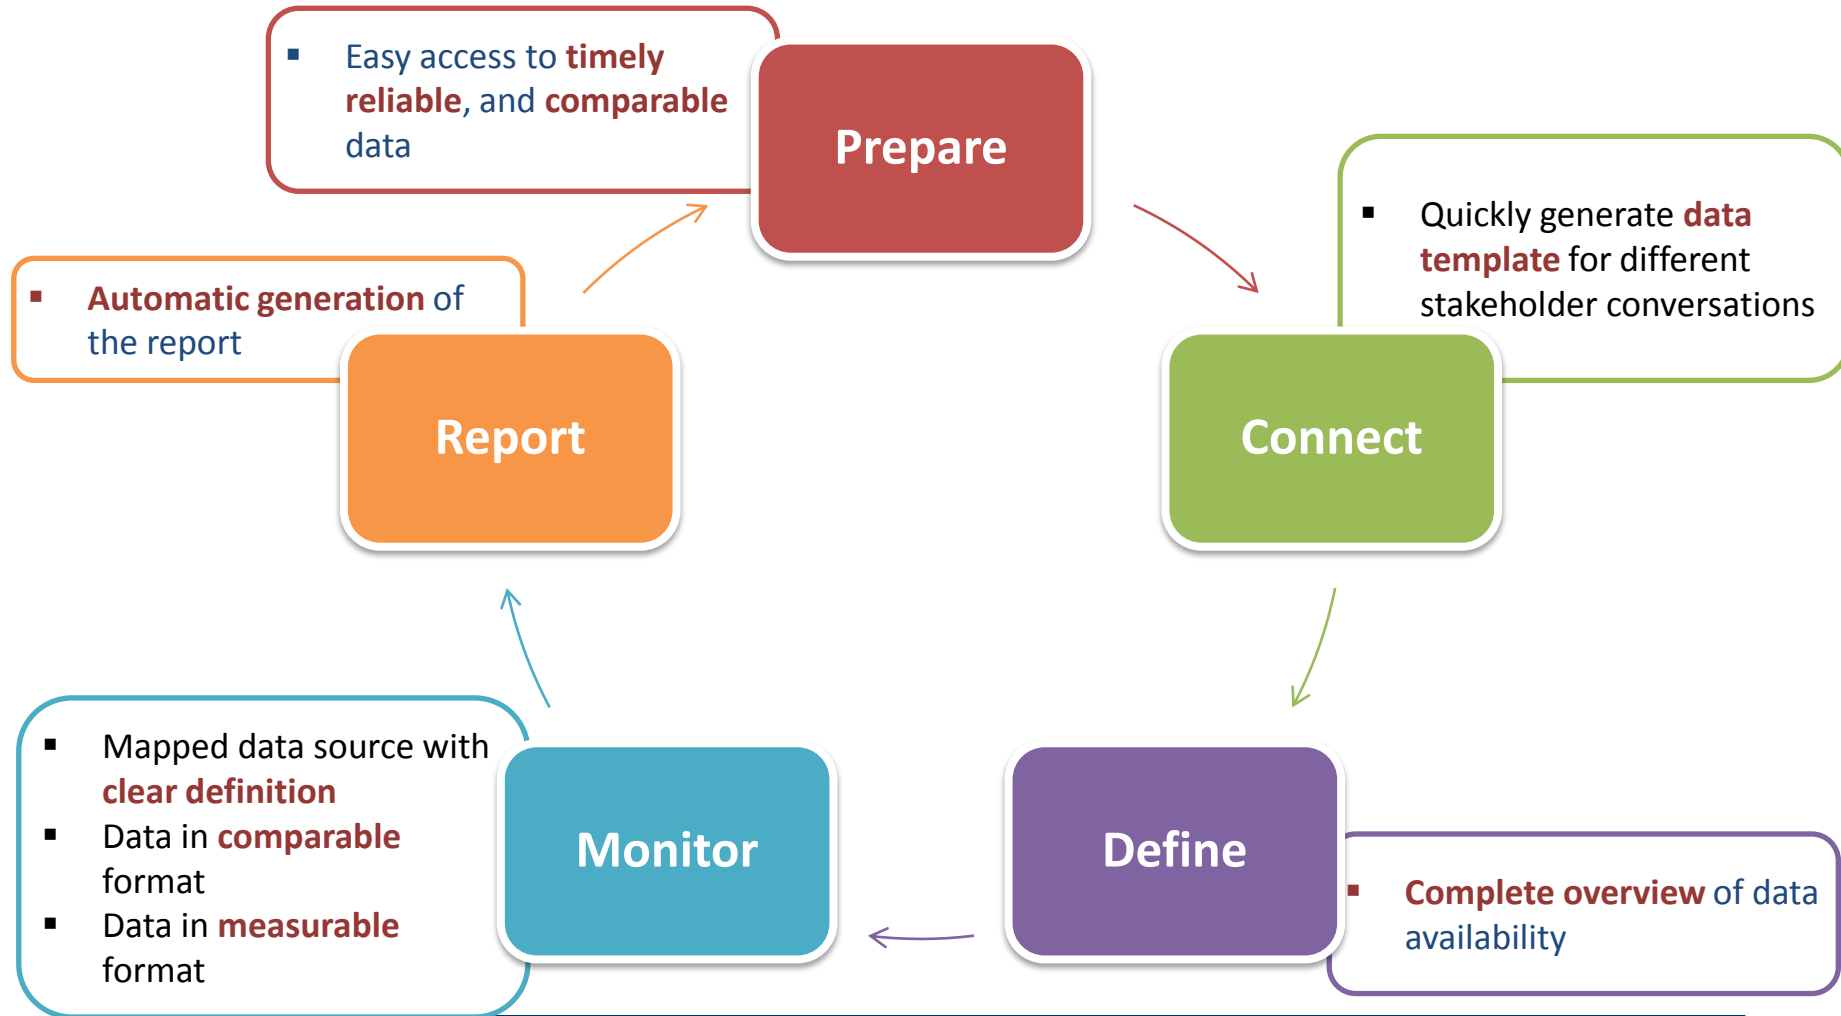 ▪ Easy access to timely
reliable, and comparable
data
Prepare
▪ Quickly generate data
template for different
stakeholder conversations
Connect
▪ Automatic generation of
the report
Report
▪ Mapped data source with
clear definition
▪ Data in comparable
format
▪ Data in measurable
format
Monitor
Define
▪ Complete overview of data
availability